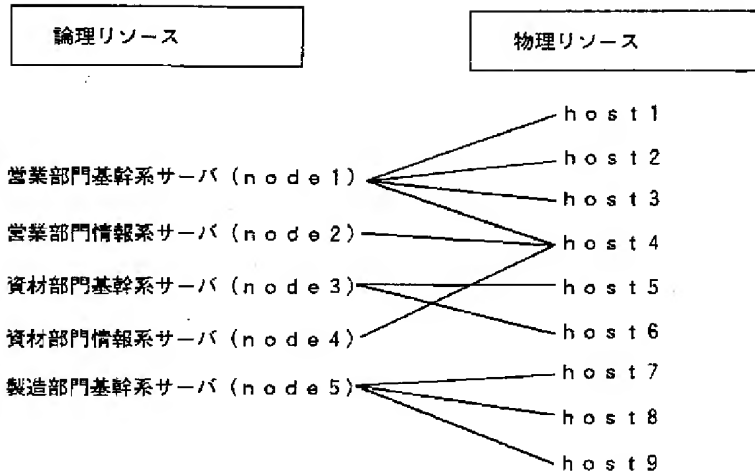 論理リソース
物理リソース
host1
host2
営業部門基幹系サーバ(node1)
host3
営業部門情報系サーバ(node2)
host4
資材部門基幹系サーバ(node3)
host5
資材部門情報系サーバ(node4)
host6
製造部門基幹系サーバ(node5)
host7
host8
host9